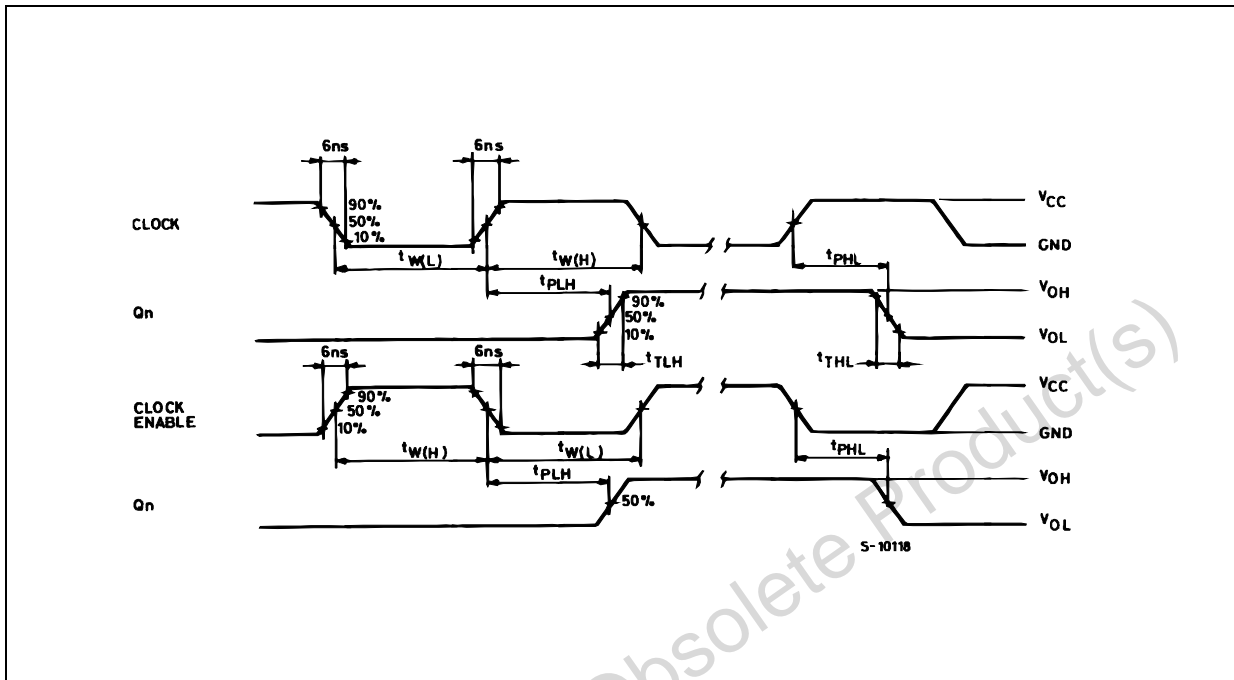 6ns 6ns
CLOCK 90% VCC
50%
10% GND
tW(L) tW(H) tPHL
tPLH
Qn 90% VOH
50%
10% VOL
tTLH tTHL
6ns 6ns
CLOCK ENABLE 90% VCC
50%
10% GND
tW(H) tW(L) tPHL
tPLH
Qn 50% VOH
VOL
S-10118
Obsolete Product(s)